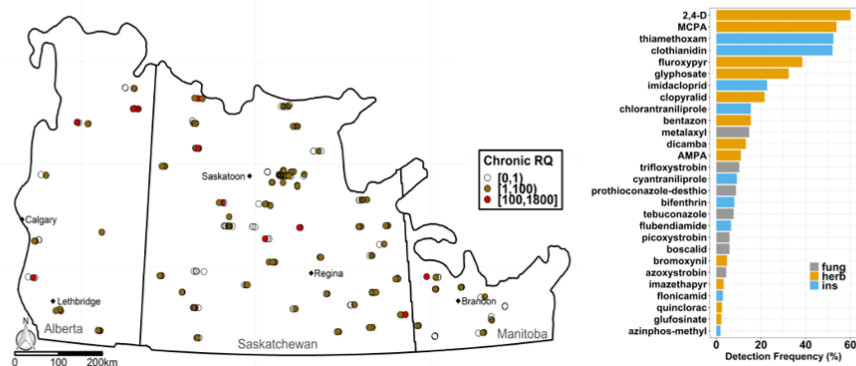 Saskatoon
Calgary
Regina
Lethbridge
Brandon
Alberta
Saskatchewan
Manitoba
N
0 100 200km
Chronic RQ
[0,1)
[1,100)
[100,1800]
2,4-D
MCPA
thiamethoxam
clothianidin
fluroxypyr
glyphosate
imidacloprid
clopyralid
chlorantraniliprole
bentazon
metalaxyl
dicamba
AMPA
trifloxystrobin
cyantraniliprole
prothioconazole-desthio
bifenthrin
tebuconazole
flubendiamide
picoxystrobin
boscalid
bromoxynil
azoxystrobin
imazethapyr
flonicamid
quinclorac
glufosinate
azinphos-methyl
fung
herb
ins
0 20 40 60
Detection Frequency (%)